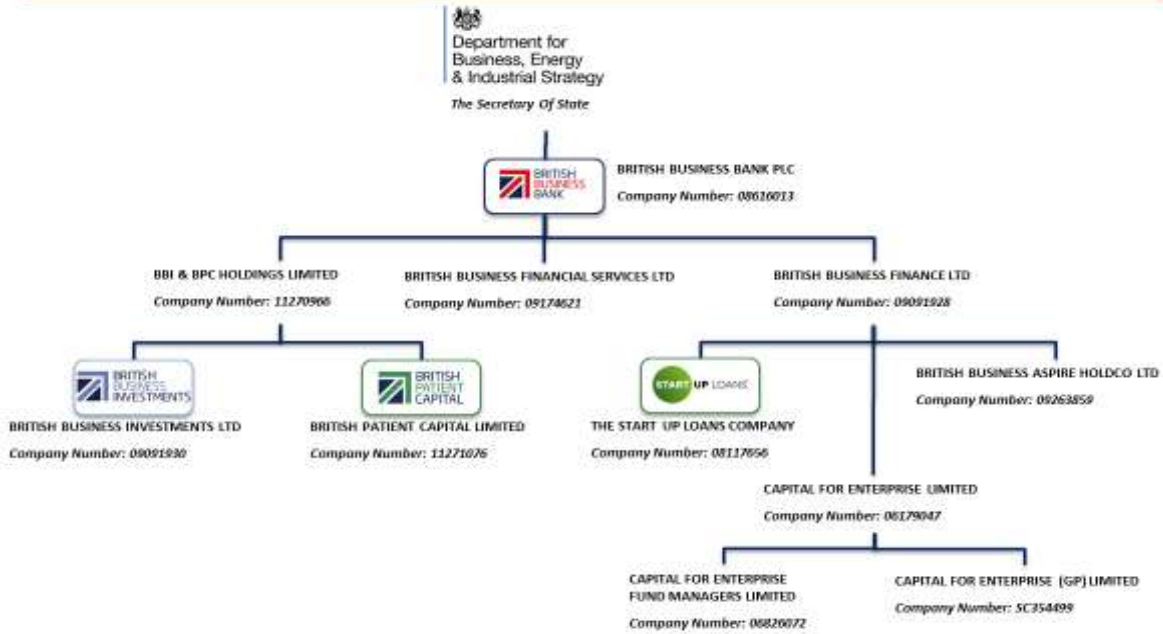 Department for
Business, Energy
& Industrial Strategy
The Secretary Of State
BRITISH
BUSINESS
BANK
BRITISH BUSINESS BANK PLC
Company Number: 08616013
BBI & BPC HOLDINGS LIMITED
Company Number: 11270966
BRITISH BUSINESS FINANCIAL SERVICES LTD
Company Number: 09174621
BRITISH BUSINESS FINANCE LTD
Company Number: 09091928
BRITISH
BUSINESS
INVESTMENTS
BRITISH BUSINESS INVESTMENTS LTD
Company Number: 09091930
BRITISH
PATIENT
CAPITAL
BRITISH PATIENT CAPITAL LIMITED
Company Number: 11271076
START UP LOANS
THE START UP LOANS COMPANY
Company Number: 08117656
BRITISH BUSINESS ASPIRE HOLDCO LTD
Company Number: 09263859
CAPITAL FOR ENTERPRISE LIMITED
Company Number: 06179047
CAPITAL FOR ENTERPRISE
FUND MANAGERS LIMITED
Company Number: 06826072
CAPITAL FOR ENTERPRISE (GP) LIMITED
Company Number: SC354499